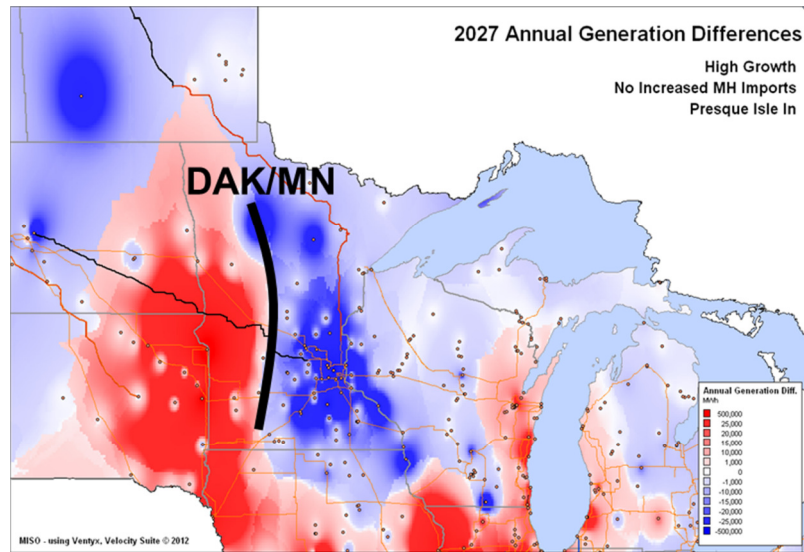 2027 Annual Generation Differences
High Growth
No Increased MH Imports
Presque Isle In
DAK/MN
Annual Generation Diff.
MWh
500,000
25,000
20,000
15,000
10,000
1,000
0
-1,000
-10,000
-15,000
-20,000
-25,000
-500,000
MISO - using Ventyx, Velocity Suite © 2012